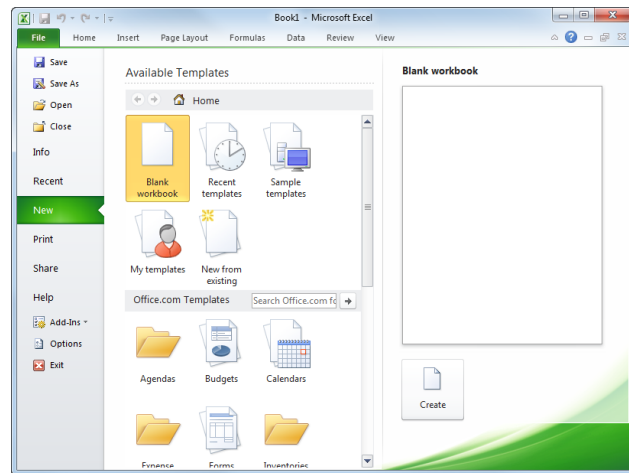 Book1 - Microsoft Excel
File Home Insert Page Layout Formulas Data Review View
Save
Save As
Open
Close
Info
Recent
New
Print
Share
Help
Add-Ins
Options
Exit
Available Templates
Home
Blank workbook
Recent templates
Sample templates
My templates
New from existing
Office.com Templates
Search Office.com fo
Agendas
Budgets
Calendars
Expense
Forms
Inventories
Blank workbook
Create